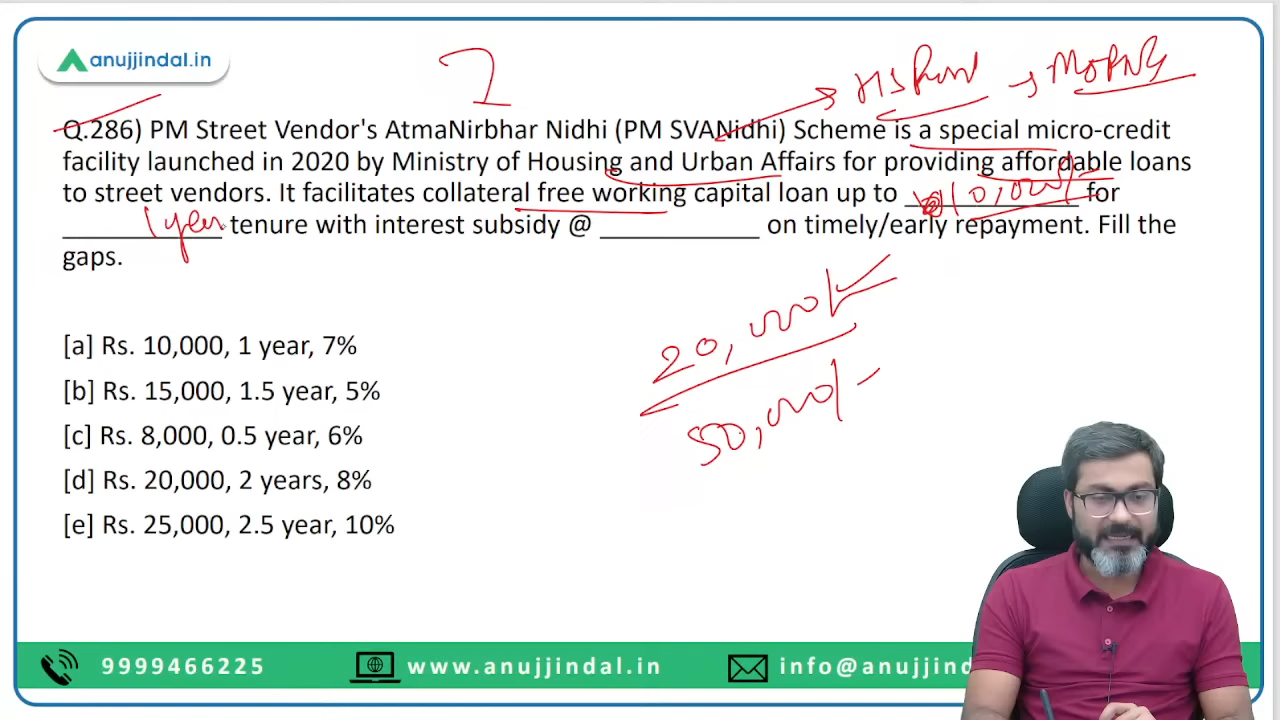 anujjindal.in
Q.286) PM Street Vendor's AtmaNirbhar Nidhi (PM SVANidhi) Scheme is a special micro-credit
facility launched in 2020 by Ministry of Housing and Urban Affairs for providing affordable loans
to street vendors. It facilitates collateral free working capital loan up to 10,000/- for
1 year tenure with interest subsidy @ ____________ on timely/early repayment. Fill the
gaps.
20,000/-
50,000/-
[a] Rs. 10,000, 1 year, 7%
[b] Rs. 15,000, 1.5 year, 5%
[c] Rs. 8,000, 0.5 year, 6%
[d] Rs. 20,000, 2 years, 8%
[e] Rs. 25,000, 2.5 year, 10%
9999466225 www.anujjindal.in info@anujjind